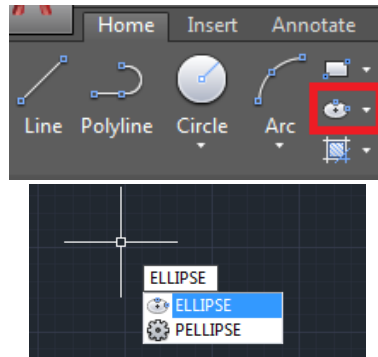 Home Insert Annotate
Line Polyline Circle Arc
ELLIPSE
ELLIPSE
PELLIPSE